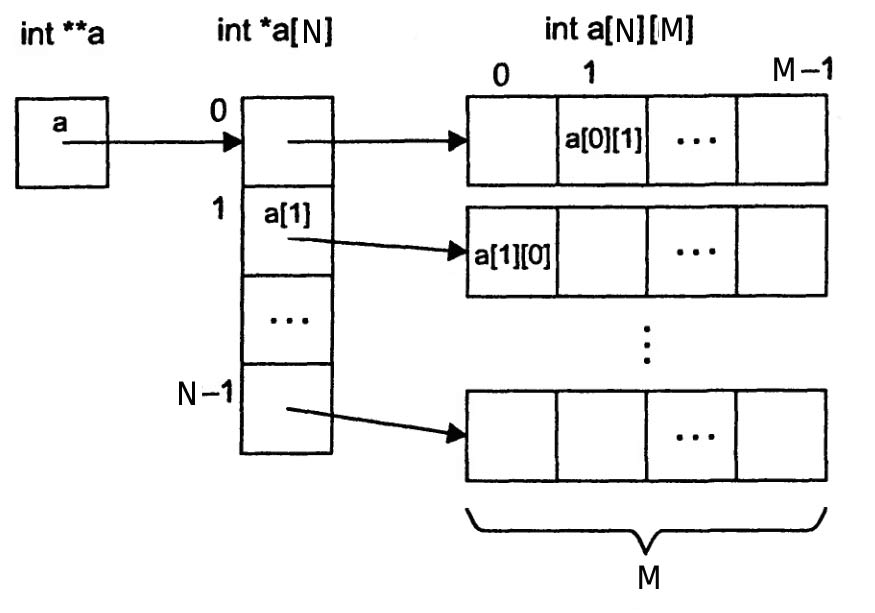 int **a int *a[N] int a[N][M]
0 1 M–1
a 0 a[0][1] ...
1 a[1] a[1][0] ...
...
N–1 ...
M